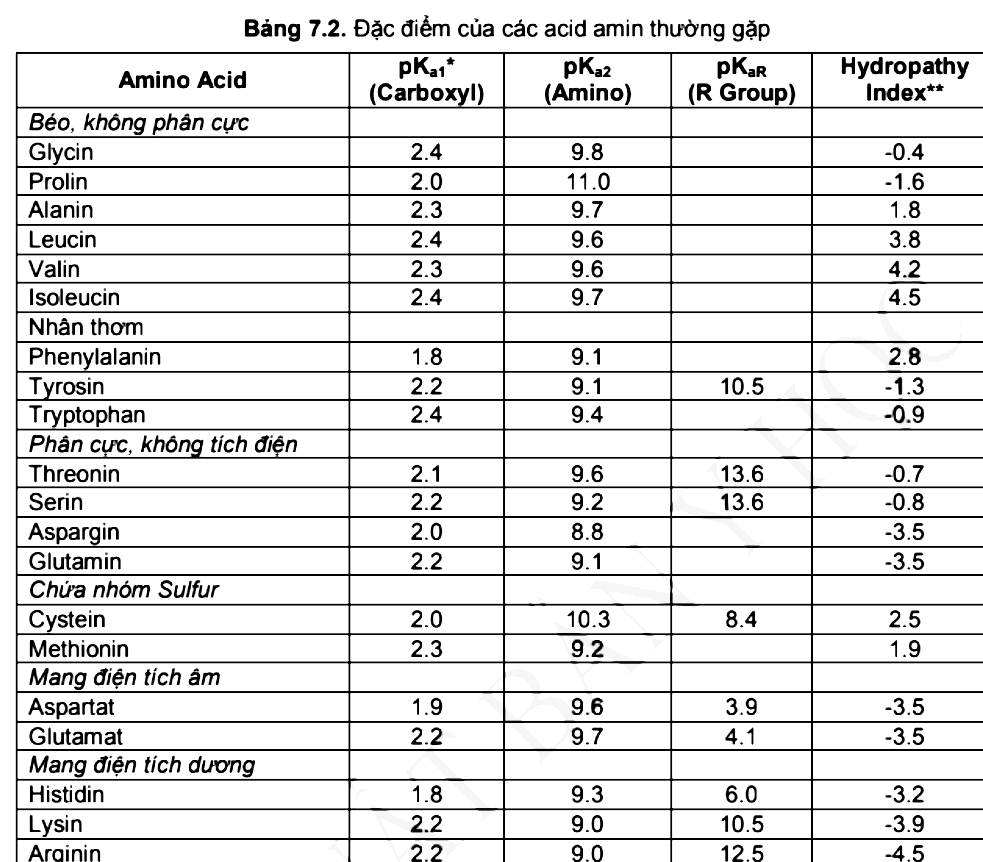 Bảng 7.2. Đặc điểm của các acid amin thường gặp
Amino Acid pKa1* (Carboxyl) pKa2 (Amino) pKaR (R Group) Hydropathy Index**
Béo, không phân cực
Glycin 2.4 9.8 -0.4
Prolin 2.0 11.0 -1.6
Alanin 2.3 9.7 1.8
Leucin 2.4 9.6 3.8
Valin 2.3 9.6 4.2
Isoleucin 2.4 9.7 4.5
Nhân thơm
Phenylalanin 1.8 9.1 2.8
Tyrosin 2.2 9.1 10.5 -1.3
Tryptophan 2.4 9.4 -0.9
Phân cực, không tích điện
Threonin 2.1 9.6 13.6 -0.7
Serin 2.2 9.2 13.6 -0.8
Aspargin 2.0 8.8 -3.5
Glutamin 2.2 9.1 -3.5
Chứa nhóm Sulfur
Cystein 2.0 10.3 8.4 2.5
Methionin 2.3 9.2 1.9
Mang điện tích âm
Aspartat 1.9 9.6 3.9 -3.5
Glutamat 2.2 9.7 4.1 -3.5
Mang điện tích dương
Histidin 1.8 9.3 6.0 -3.2
Lysin 2.2 9.0 10.5 -3.9
Arginin 2.2 9.0 12.5 -4.5